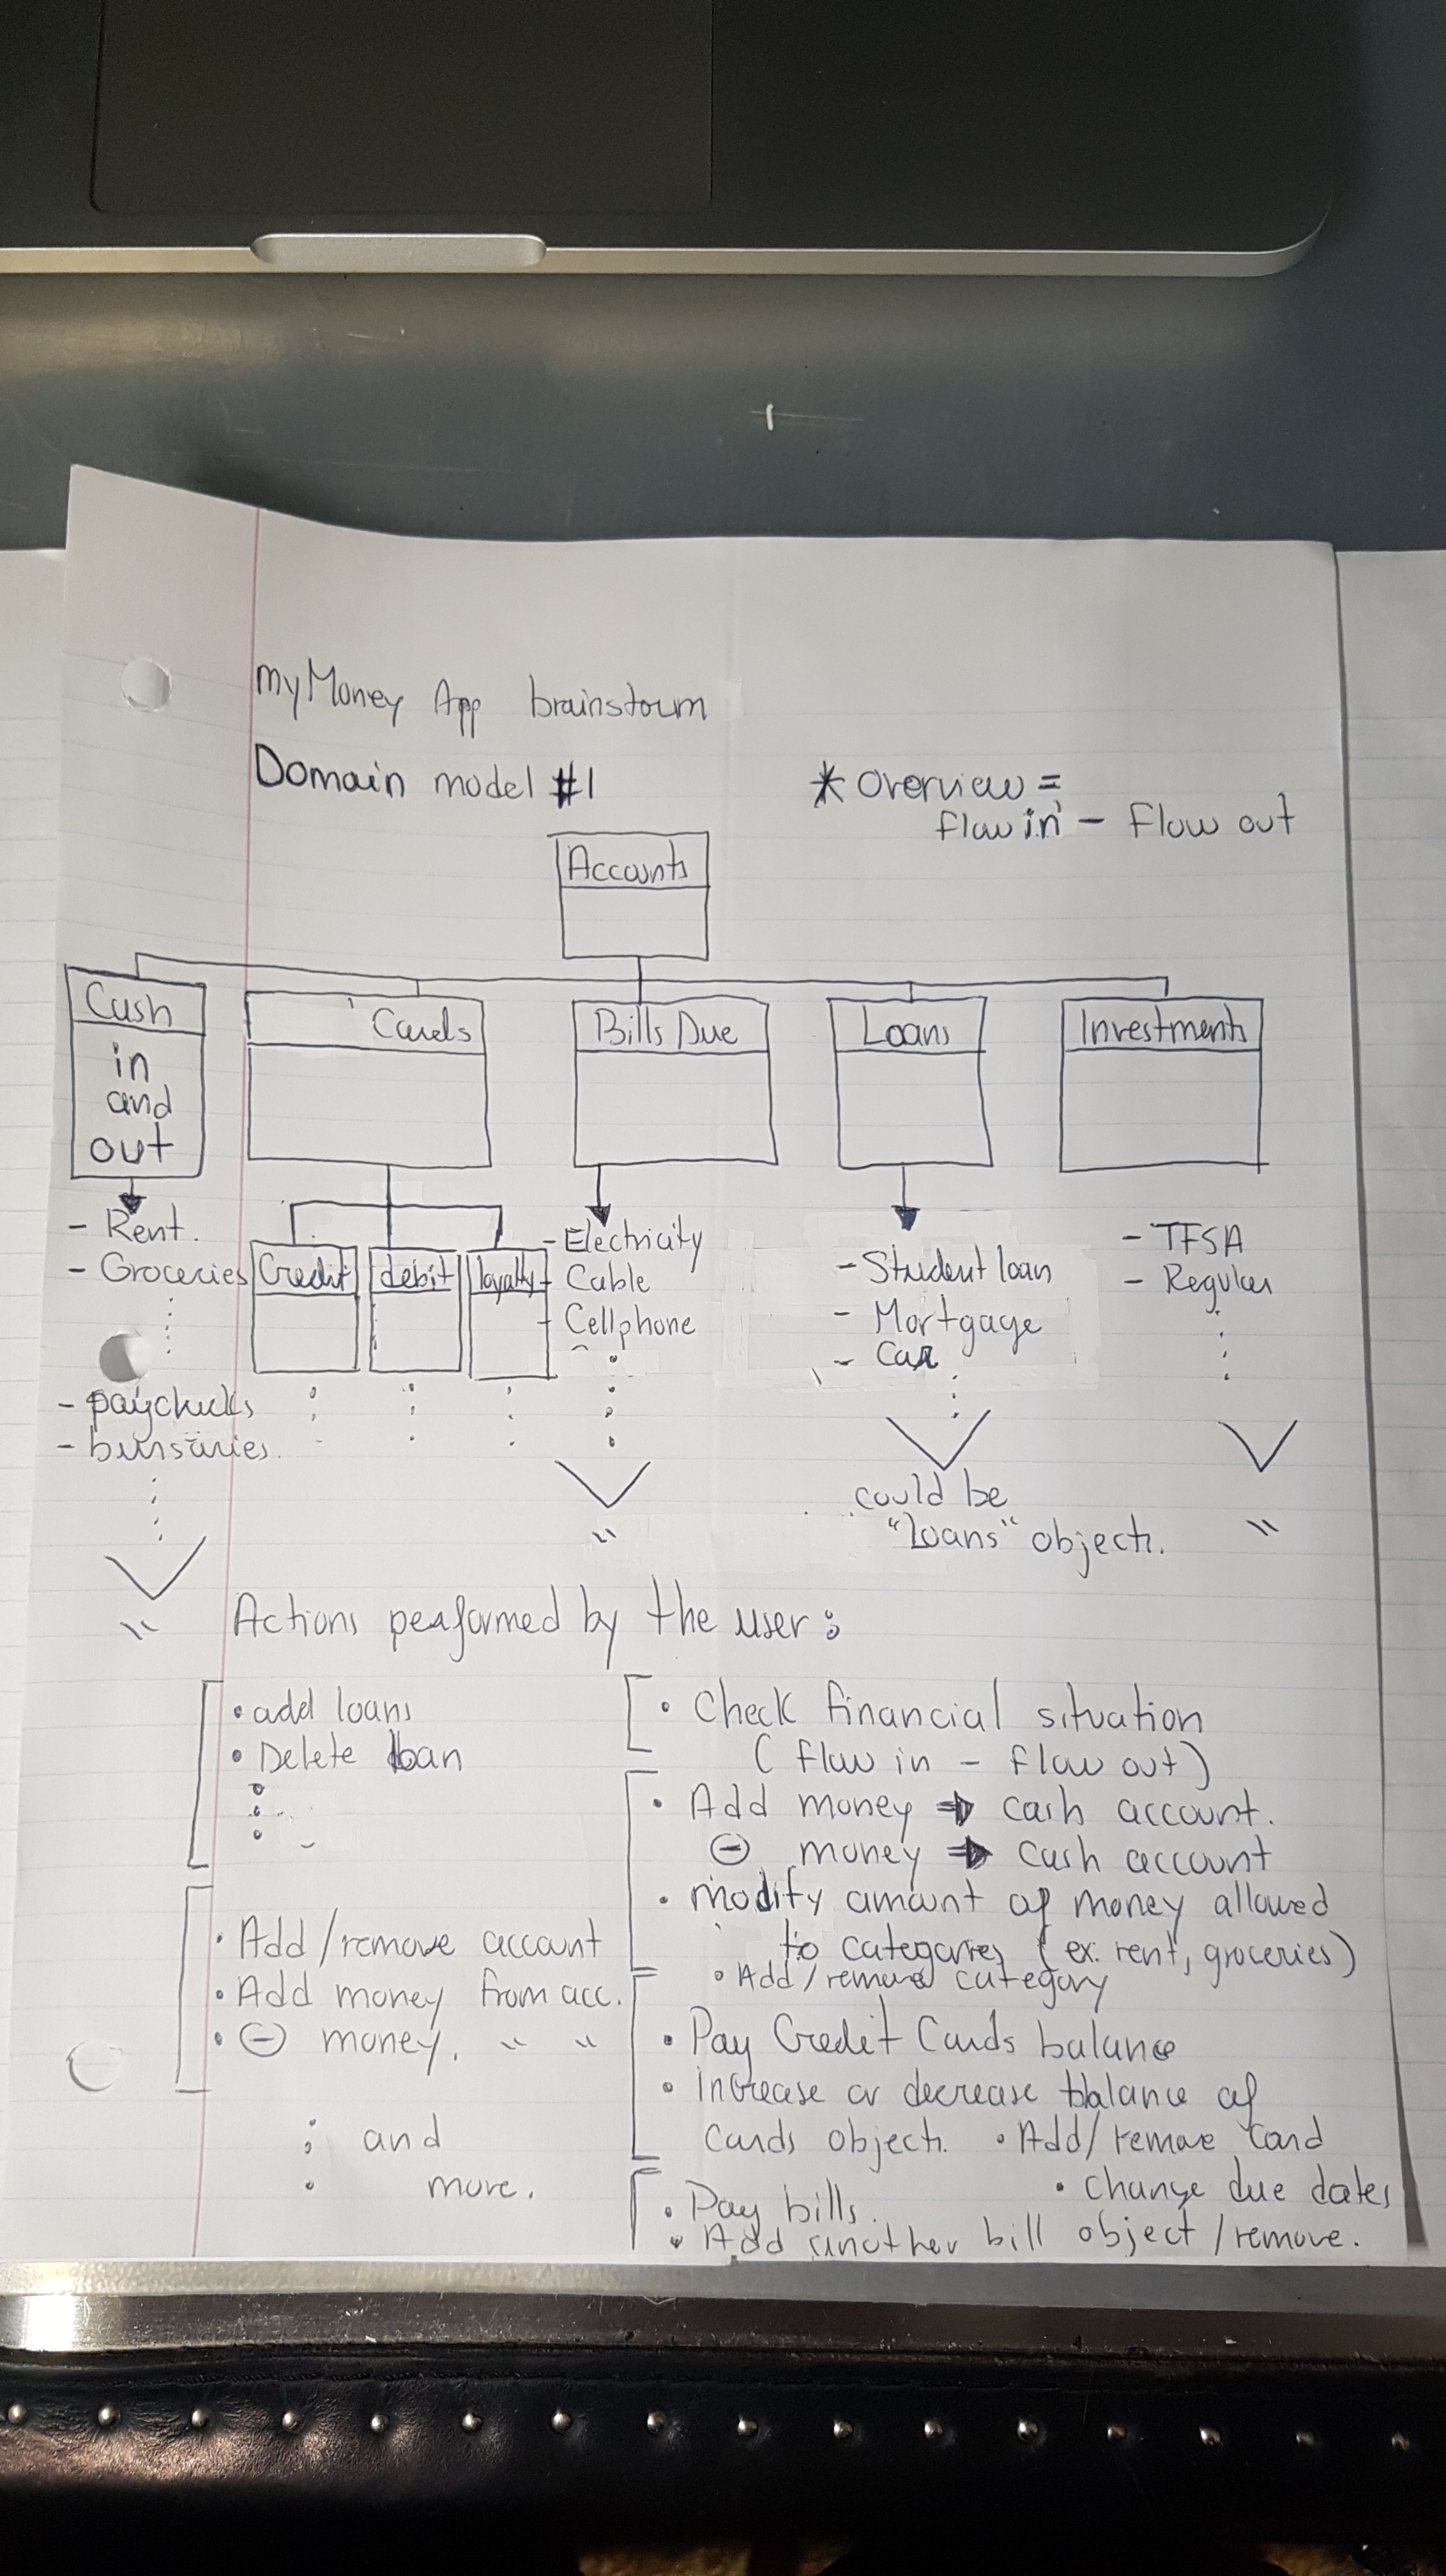 myMoney App brainstorm
Domain model #1
* Overview =
flow in - Flow out
Accounts
Cash
in
and
out
Cards
Bills Due
Loans
Investments
- Rent.
- Groceries
- paychecks
- bursaries.
"
Credit
debit
loyalty
- Electricity
- Cable
- Cellphone
"
- Student loan
- Mortgage
- Car
could be
"loans" object.
- TFSA
- Regular
"
Actions performed by the user:
• add loans
• Delete loan
• Add/remove account
• Add money from acc.
• ⊖ money. " "
and
more.
• Check financial situation
( flow in - flow out)
• Add money → cash account.
⊖ money → cash account
• modify amount of money allowed
to categories (ex. rent, groceries)
• Add/remove category
• Pay Credit Cards balance
• increase or decrease balance of
Cards object. • Add/remove Card
• Pay bills. • Change due dates
• Add another bill object /remove.